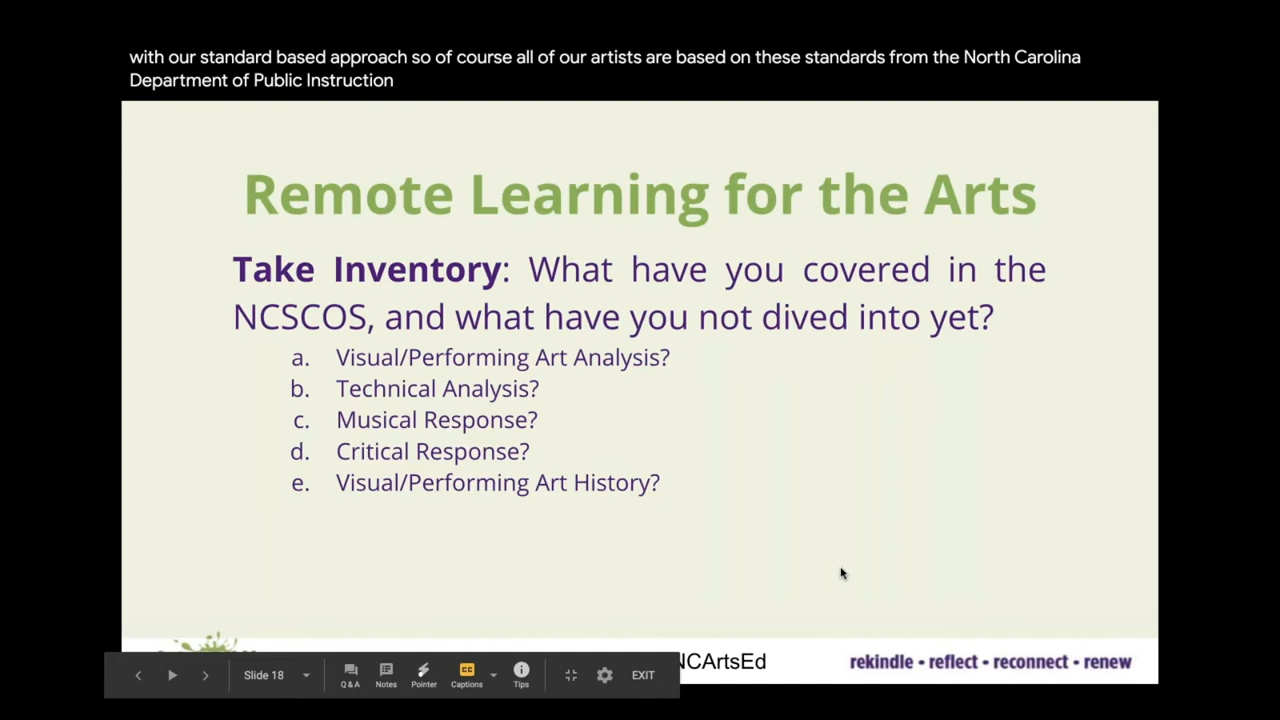 with our standard based approach so of course all of our artists are based on these standards from the North Carolina
Department of Public Instruction
Remote Learning for the Arts
Take Inventory: What have you covered in the
NCSCOS, and what have you not dived into yet?
a. Visual/Performing Art Analysis?
b. Technical Analysis?
c. Musical Response?
d. Critical Response?
e. Visual/Performing Art History?
NCArtsEd
rekindle • reflect • reconnect • renew
Slide 18
Q & A
Notes
Pointer
CC
Captions
Tips
EXIT